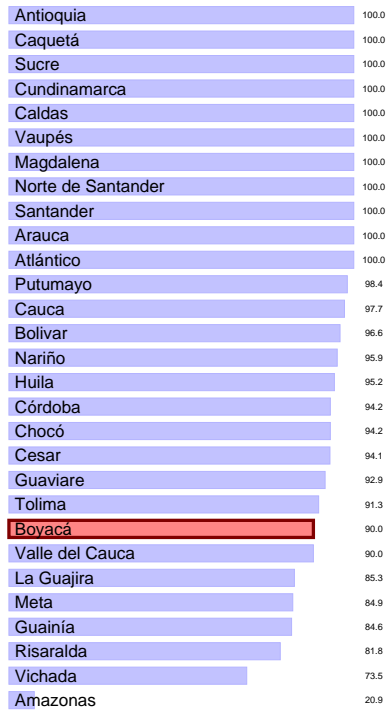 Antioquia 100.0
Caquetá 100.0
Sucre 100.0
Cundinamarca 100.0
Caldas 100.0
Vaupés 100.0
Magdalena 100.0
Norte de Santander 100.0
Santander 100.0
Arauca 100.0
Atlántico 100.0
Putumayo 98.4
Cauca 97.7
Bolivar 96.6
Nariño 95.9
Huila 95.2
Córdoba 94.2
Chocó 94.2
Cesar 94.1
Guaviare 92.9
Tolima 91.3
Boyacá 90.0
Valle del Cauca 90.0
La Guajira 85.3
Meta 84.9
Guainía 84.6
Risaralda 81.8
Vichada 73.5
Amazonas 20.9